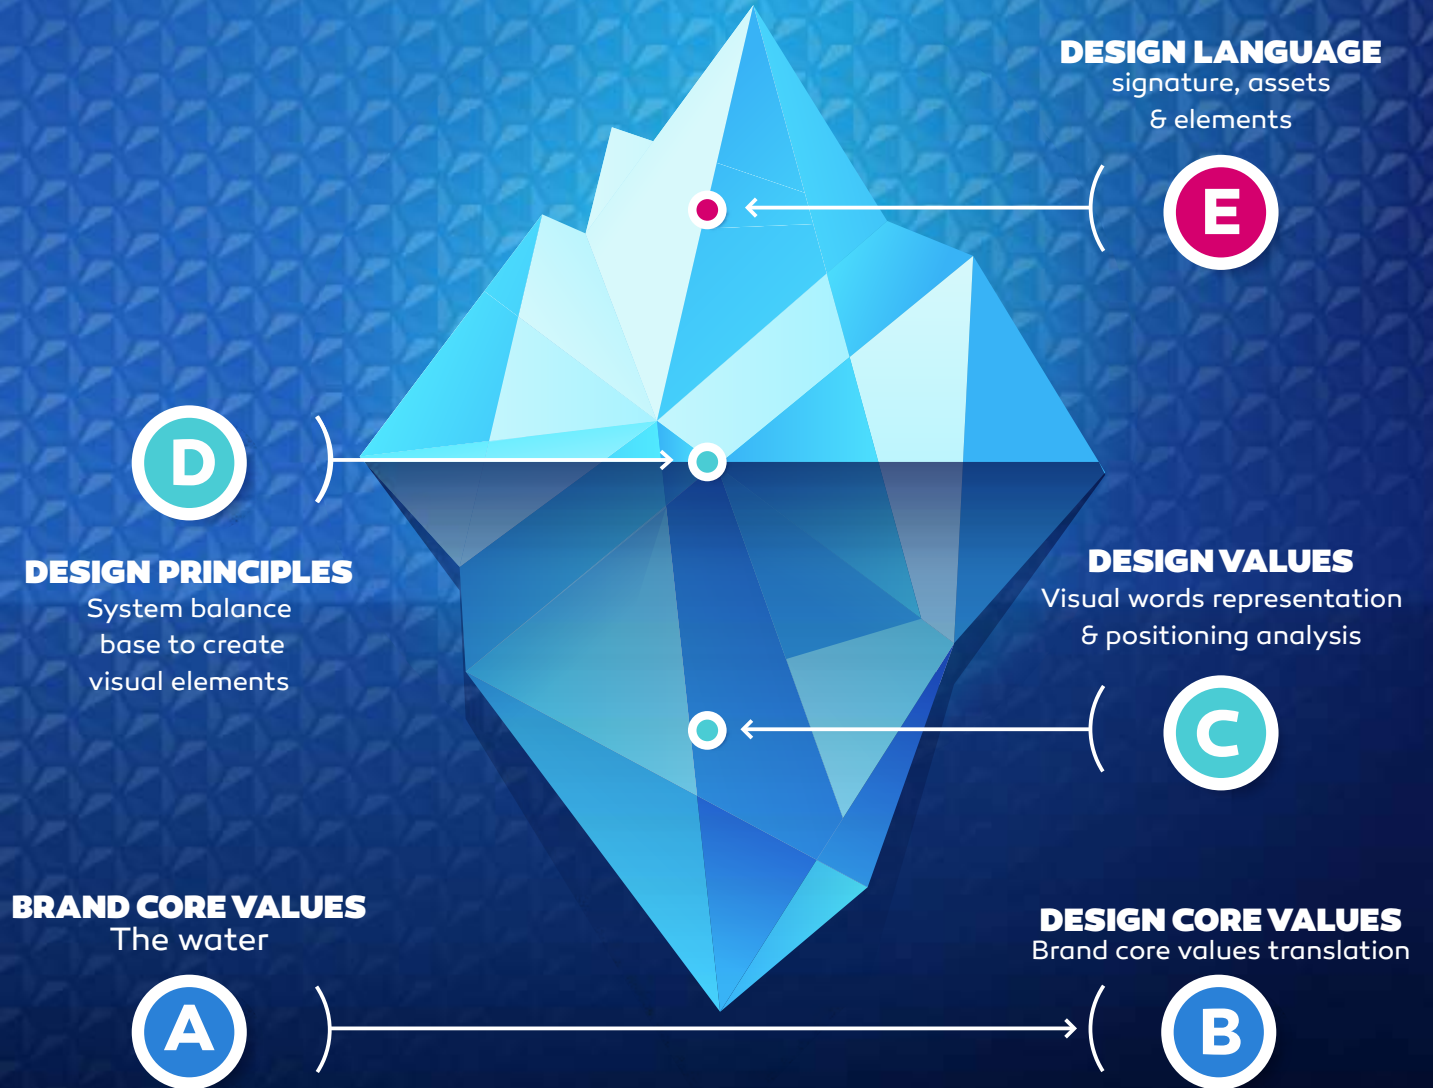 DESIGN LANGUAGE
signature, assets
& elements
E
D
DESIGN PRINCIPLES
System balance
base to create
visual elements
DESIGN VALUES
Visual words representation
& positioning analysis
C
BRAND CORE VALUES
The water
A
DESIGN CORE VALUES
Brand core values translation
B